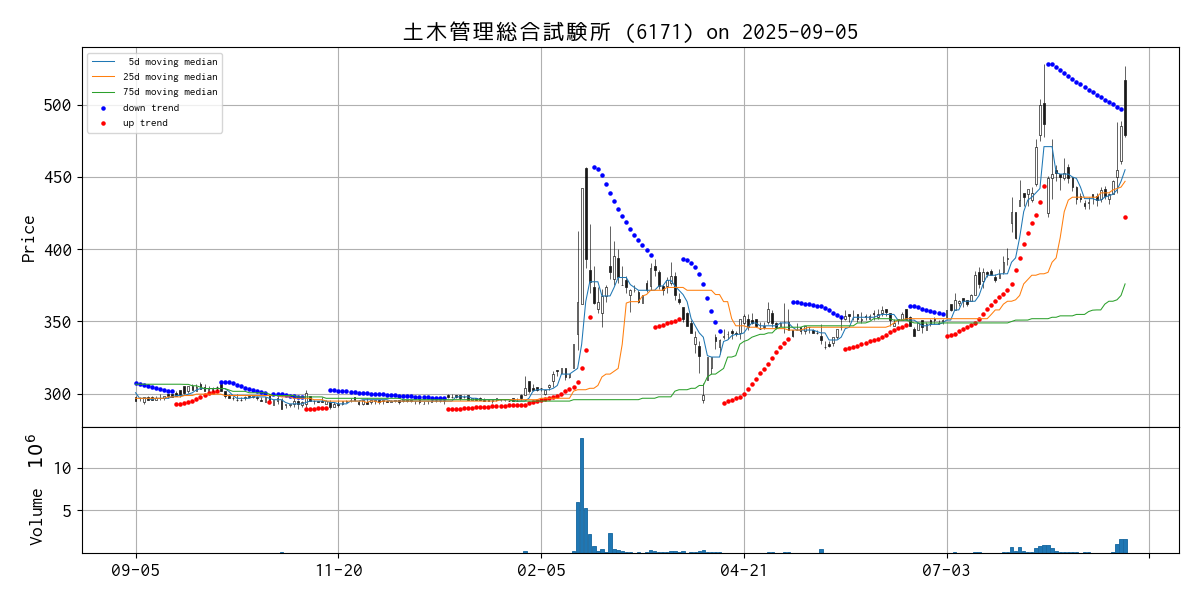 土木管理総合試験所 (6171) on 2025-09-05
5d moving median
25d moving median
75d moving median
down trend
up trend
Price
500
450
400
350
300
Volume 10^6
10
5
09-05 11-20 02-05 04-21 07-03